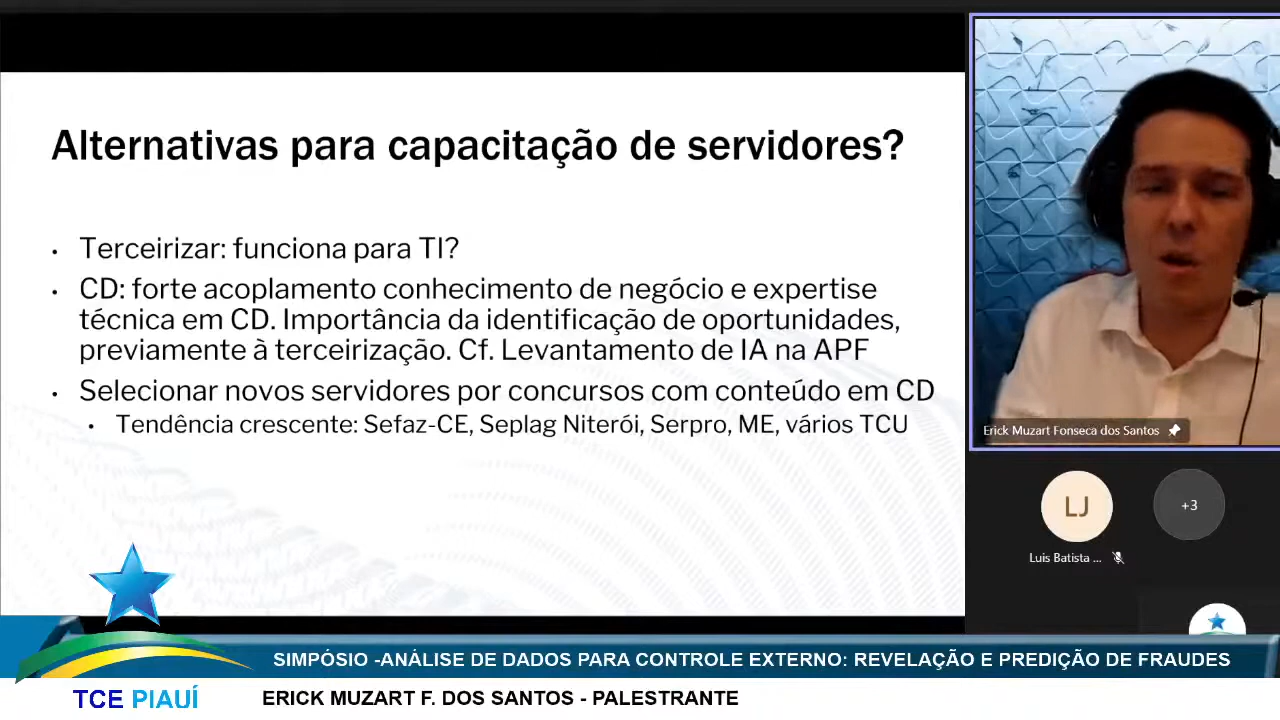 Alternativas para capacitação de servidores?
• Terceirizar: funciona para TI?
• CD: forte acoplamento conhecimento de negócio e expertise
técnica em CD. Importância da identificação de oportunidades,
previamente à terceirização. Cf. Levantamento de IA na APF
• Selecionar novos servidores por concursos com conteúdo em CD
• Tendência crescente: Sefaz-CE, Seplag Niterói, Serpro, ME, vários TCU
Erick Muzart Fonseca dos Santos
LJ
+3
Luis Batista ...
SIMPÓSIO -ANÁLISE DE DADOS PARA CONTROLE EXTERNO: REVELAÇÃO E PREDIÇÃO DE FRAUDES
TCE PIAUÍ
ERICK MUZART F. DOS SANTOS - PALESTRANTE